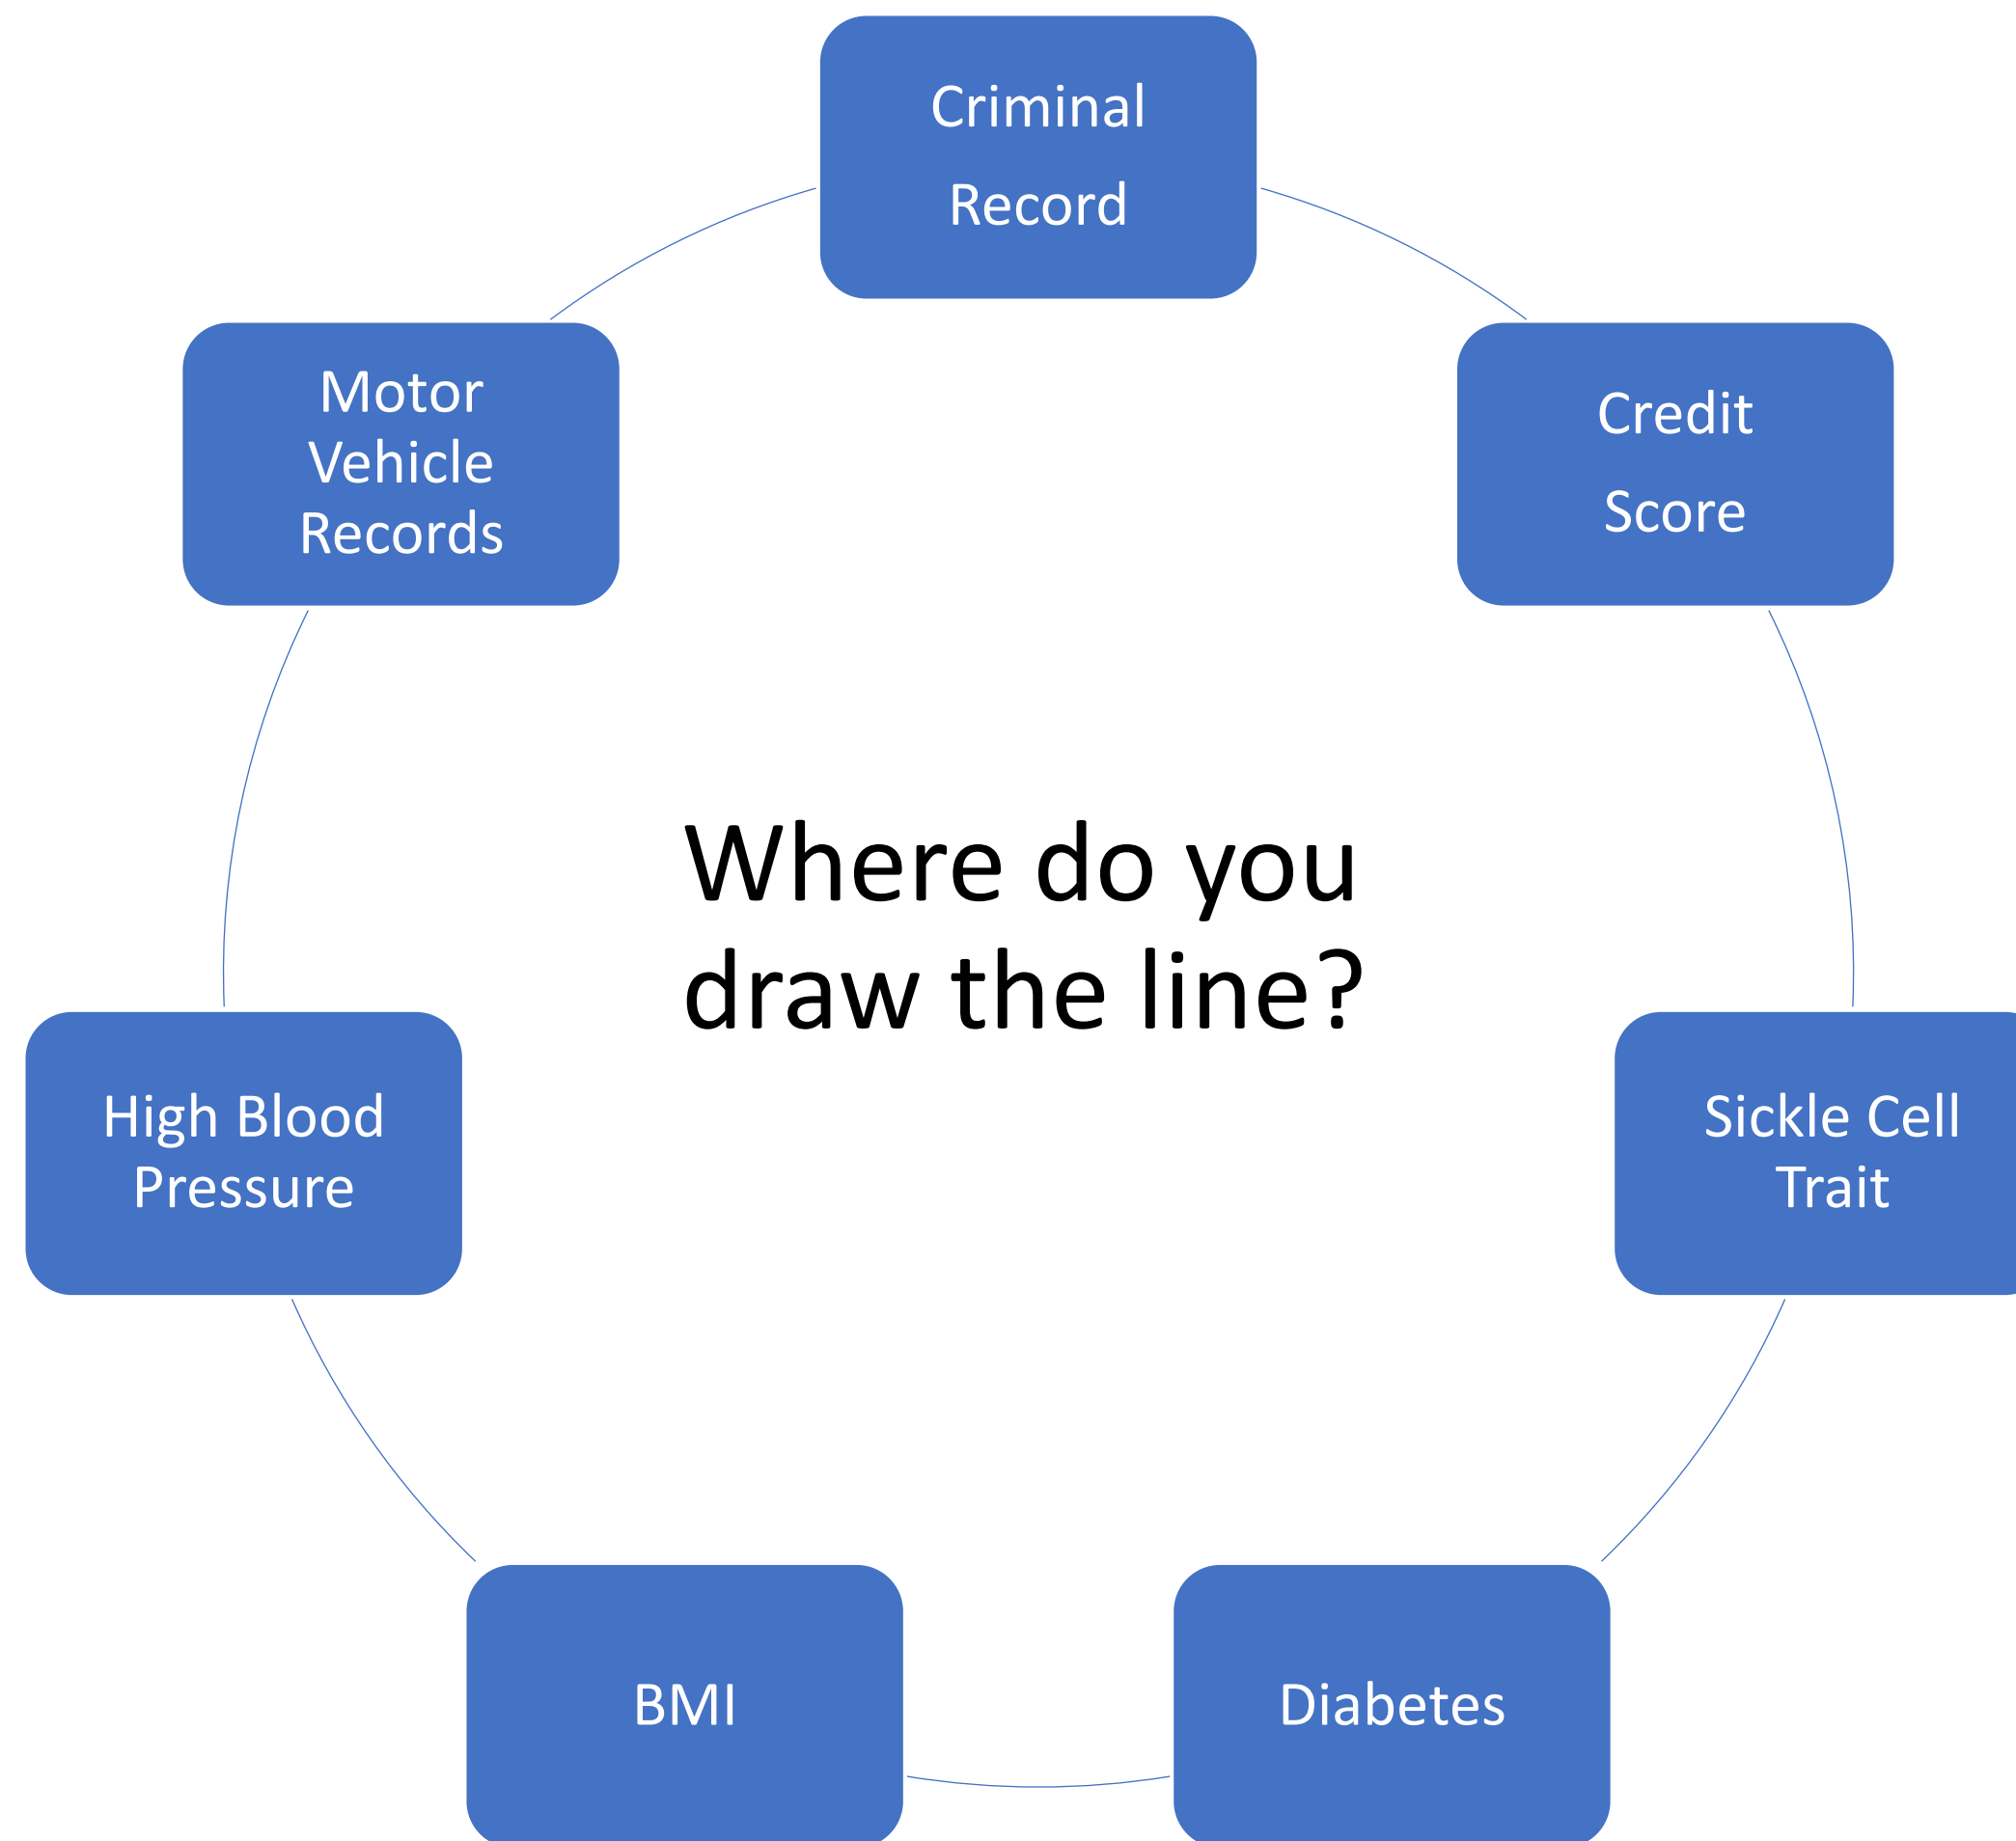 Criminal
Record
Credit
Score
Sickle Cell
Trait
Diabetes
BMI
High Blood
Pressure
Motor
Vehicle
Records
Where do you
draw the line?